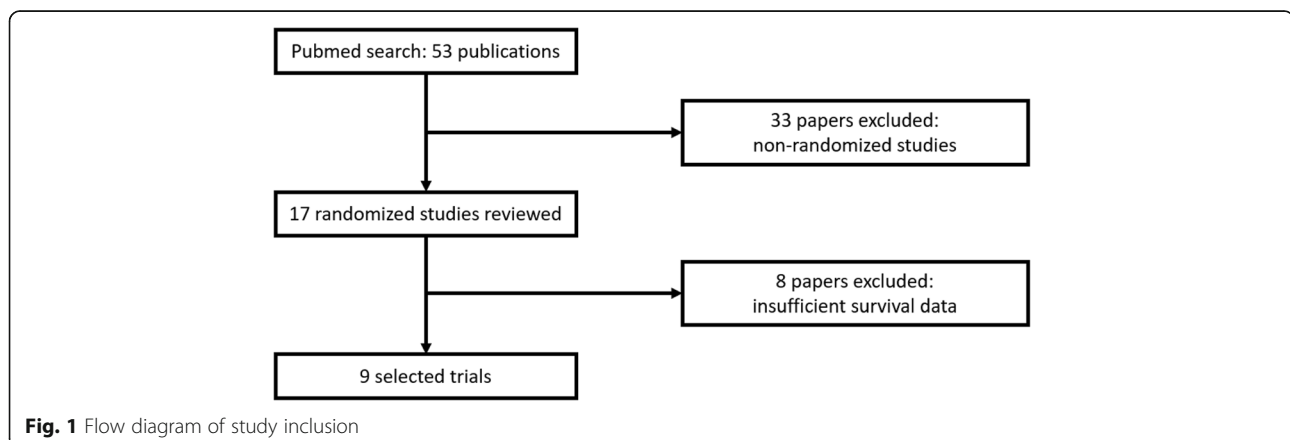 Pubmed search: 53 publications
33 papers excluded:
non-randomized studies
17 randomized studies reviewed
8 papers excluded:
insufficient survival data
9 selected trials
Fig. 1 Flow diagram of study inclusion